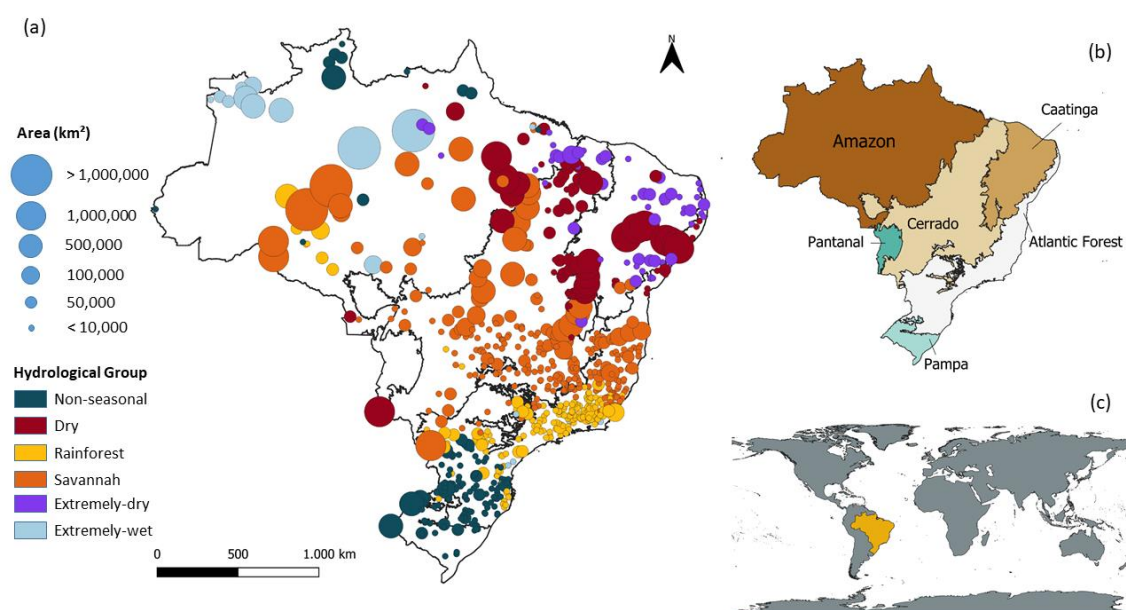 (a)
N
Area (km²)
> 1,000,000
1,000,000
500,000
100,000
50,000
< 10,000
Hydrological Group
Non-seasonal
Dry
Rainforest
Savannah
Extremely-dry
Extremely-wet
0 500 1.000 km
(b)
Caatinga
Amazon
Cerrado
Pantanal
Atlantic Forest
Pampa
(c)